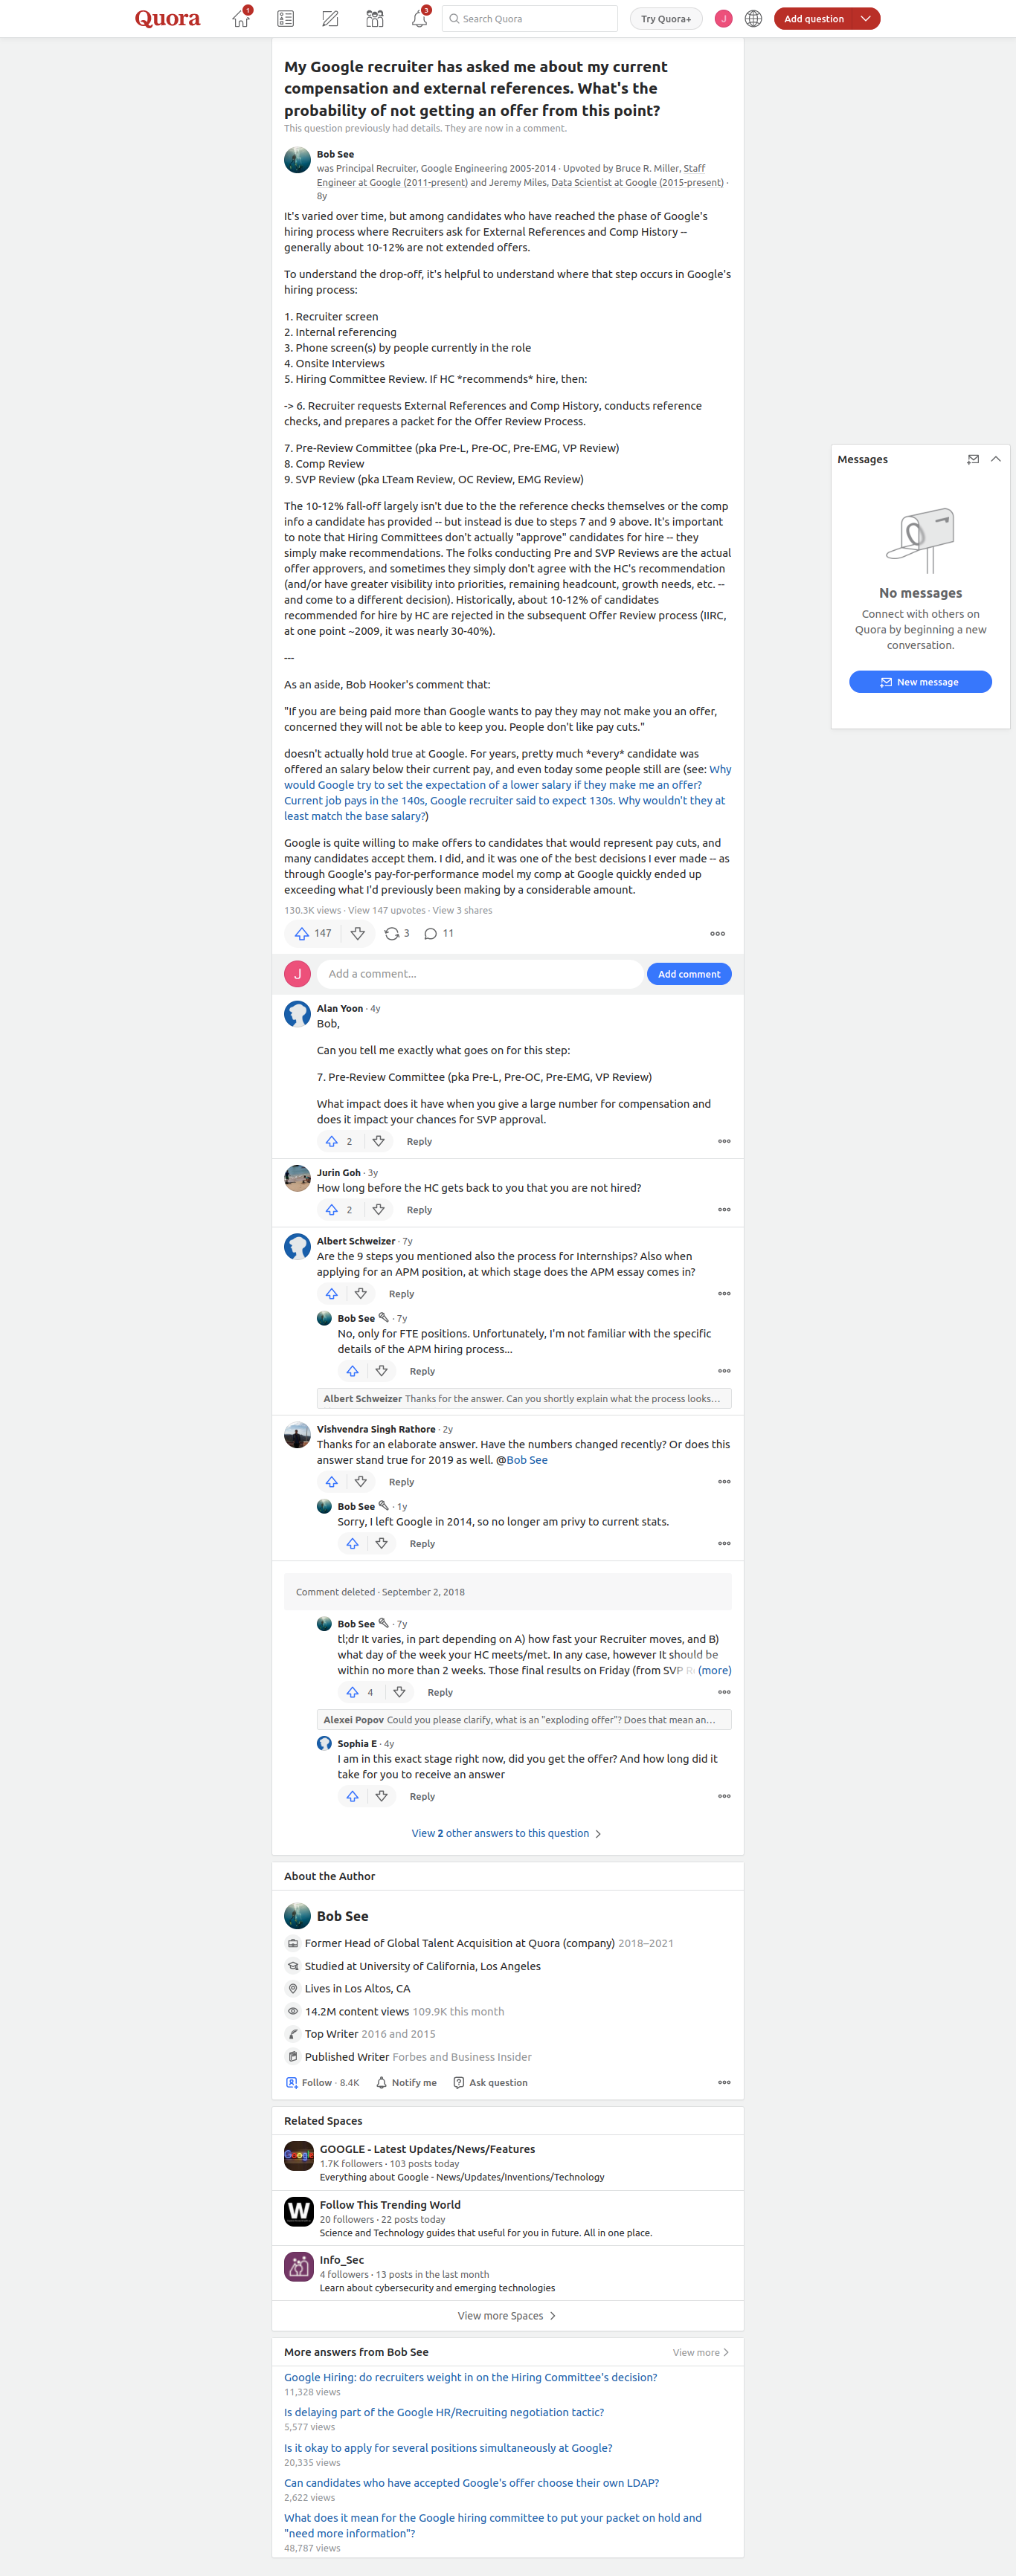 Quora
1
3
Search Quora
Try Quora+
J
Add question
My Google recruiter has asked me about my current
compensation and external references. What's the
probability of not getting an offer from this point?
This question previously had details. They are now in a comment.
Bob See
was Principal Recruiter, Google Engineering 2005-2014 · Upvoted by Bruce R. Miller, Staff
Engineer at Google (2011-present) and Jeremy Miles, Data Scientist at Google (2015-present) ·
8y
It's varied over time, but among candidates who have reached the phase of Google's
hiring process where Recruiters ask for External References and Comp History --
generally about 10-12% are not extended offers.
To understand the drop-off, it's helpful to understand where that step occurs in Google's
hiring process:
1. Recruiter screen
2. Internal referencing
3. Phone screen(s) by people currently in the role
4. Onsite Interviews
5. Hiring Committee Review. If HC *recommends* hire, then:
-> 6. Recruiter requests External References and Comp History, conducts reference
checks, and prepares a packet for the Offer Review Process.
7. Pre-Review Committee (pka Pre-L, Pre-OC, Pre-EMG, VP Review)
8. Comp Review
9. SVP Review (pka LTeam Review, OC Review, EMG Review)
The 10-12% fall-off largely isn't due to the the reference checks themselves or the comp
info a candidate has provided -- but instead is due to steps 7 and 9 above. It's important
to note that Hiring Committees don't actually "approve" candidates for hire -- they
simply make recommendations. The folks conducting Pre and SVP Reviews are the actual
offer approvers, and sometimes they simply don't agree with the HC's recommendation
(and/or have greater visibility into priorities, remaining headcount, growth needs, etc. --
and come to a different decision). Historically, about 10-12% of candidates
recommended for hire by HC are rejected in the subsequent Offer Review process (IIRC,
at one point ~2009, it was nearly 30-40%).
---
As an aside, Bob Hooker's comment that:
"If you are being paid more than Google wants to pay they may not make you an offer,
concerned they will not be able to keep you. People don't like pay cuts."
doesn't actually hold true at Google. For years, pretty much *every* candidate was
offered an salary below their current pay, and even today some people still are (see: Why
would Google try to set the expectation of a lower salary if they make me an offer?
Current job pays in the 140s, Google recruiter said to expect 130s. Why wouldn't they at
least match the base salary?)
Google is quite willing to make offers to candidates that would represent pay cuts, and
many candidates accept them. I did, and it was one of the best decisions I ever made -- as
through Google's pay-for-performance model my comp at Google quickly ended up
exceeding what I'd previously been making by a considerable amount.
130.3K views · View 147 upvotes · View 3 shares
147
3
11
J
Add a comment...
Add comment
Alan Yoon · 4y
Bob,
Can you tell me exactly what goes on for this step:
7. Pre-Review Committee (pka Pre-L, Pre-OC, Pre-EMG, VP Review)
What impact does it have when you give a large number for compensation and
does it impact your chances for SVP approval.
2
Reply
Jurin Goh · 3y
How long before the HC gets back to you that you are not hired?
2
Reply
Albert Schweizer · 7y
Are the 9 steps you mentioned also the process for Internships? Also when
applying for an APM position, at which stage does the APM essay comes in?
Reply
Bob See · 7y
No, only for FTE positions. Unfortunately, I'm not familiar with the specific
details of the APM hiring process...
Reply
Albert Schweizer Thanks for the answer. Can you shortly explain what the process looks...
Vishvendra Singh Rathore · 2y
Thanks for an elaborate answer. Have the numbers changed recently? Or does this
answer stand true for 2019 as well. @Bob See
Reply
Bob See · 1y
Sorry, I left Google in 2014, so no longer am privy to current stats.
Reply
Comment deleted · September 2, 2018
Bob See · 7y
tl;dr It varies, in part depending on A) how fast your Recruiter moves, and B)
what day of the week your HC meets/met. In any case, however It should be
within no more than 2 weeks. Those final results on Friday (from SVP (more)
4
Reply
Alexei Popov Could you please clarify, what is an "exploding offer"? Does that mean an...
Sophia E · 4y
I am in this exact stage right now, did you get the offer? And how long did it
take for you to receive an answer
Reply
View 2 other answers to this question
About the Author
Bob See
Former Head of Global Talent Acquisition at Quora (company) 2018–2021
Studied at University of California, Los Angeles
Lives in Los Altos, CA
14.2M content views 109.9K this month
Top Writer 2016 and 2015
Published Writer Forbes and Business Insider
Follow · 8.4K
Notify me
Ask question
Related Spaces
Google
GOOGLE - Latest Updates/News/Features
1.7K followers · 103 posts today
Everything about Google - News/Updates/Inventions/Technology
W
Follow This Trending World
20 followers · 22 posts today
Science and Technology guides that useful for you in future. All in one place.
Info_Sec
4 followers · 13 posts in the last month
Learn about cybersecurity and emerging technologies
View more Spaces
More answers from Bob See
View more
Google Hiring: do recruiters weight in on the Hiring Committee's decision?
11,328 views
Is delaying part of the Google HR/Recruiting negotiation tactic?
5,577 views
Is it okay to apply for several positions simultaneously at Google?
20,335 views
Can candidates who have accepted Google's offer choose their own LDAP?
2,622 views
What does it mean for the Google hiring committee to put your packet on hold and
"need more information"?
48,787 views
Messages
No messages
Connect with others on
Quora by beginning a new
conversation.
New message